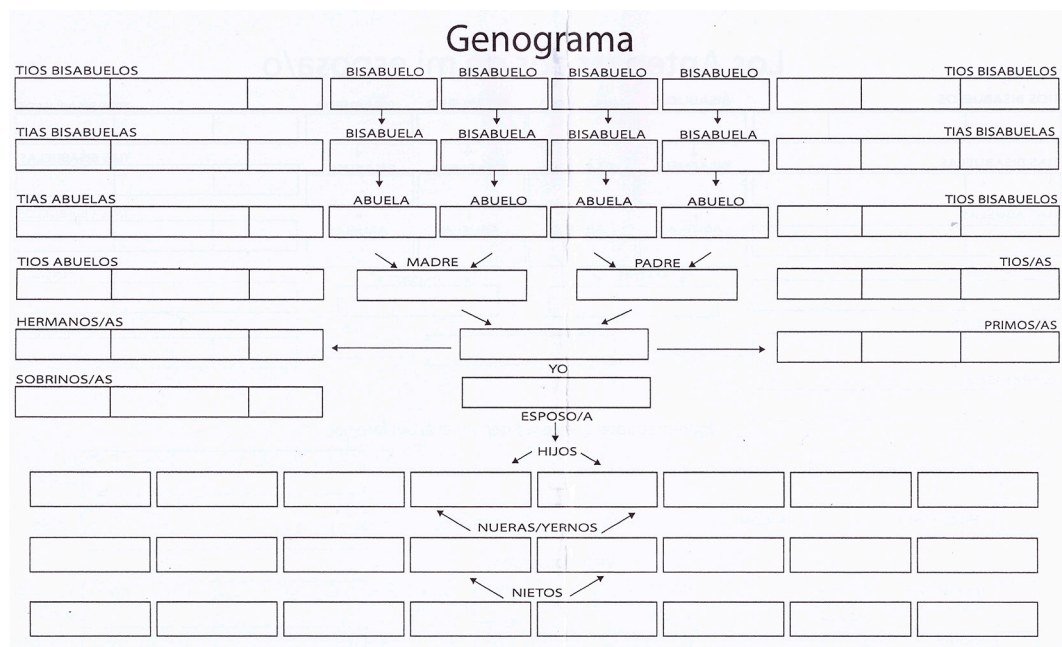 Genograma
TIOS BISABUELOS BISABUELO BISABUELO BISABUELO BISABUELO TIOS BISABUELOS
TIAS BISABUELAS BISABUELA BISABUELA BISABUELA BISABUELA TIAS BISABUELAS
TIAS ABUELAS ABUELA ABUELO ABUELA ABUELO TIOS BISABUELOS
TIOS ABUELOS MADRE PADRE TIOS/AS
HERMANOS/AS PRIMOS/AS
YO
SOBRINOS/AS
ESPOSO/A
HIJOS
NUERAS/YERNOS
NIETOS